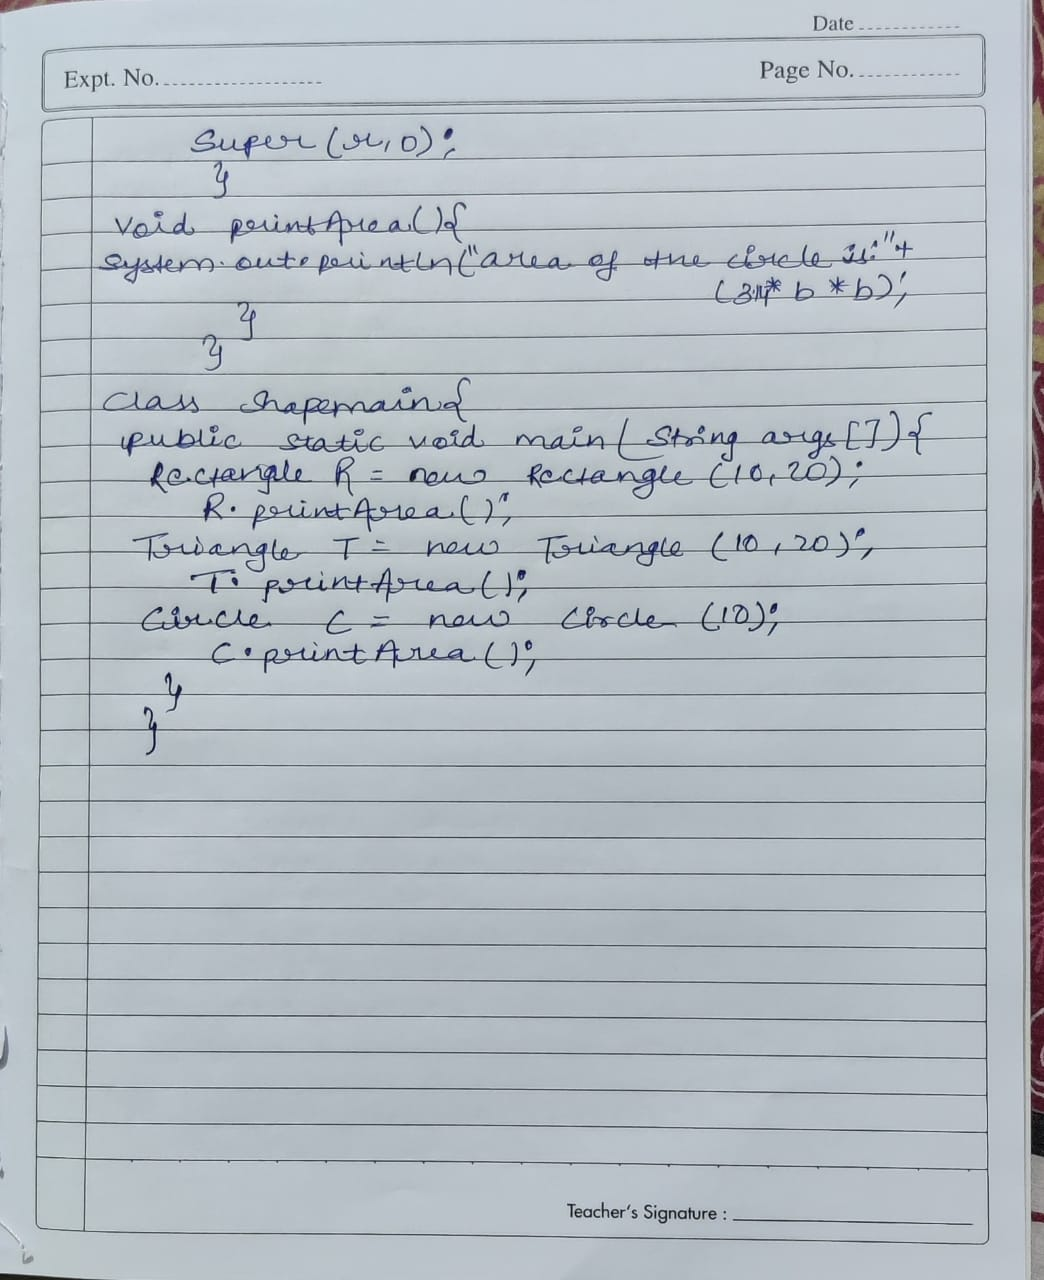 Date
Expt. No.
Page No.
Super (r, 0);
}
void printArea(){
System.out.println("area of the circle is:"+
(3.14* b * b);
}
}
class shapemain{
public static void main( String args []){
Rectangle R = new Rectangle (10, 20);
R. printArea();
Triangle T = new Triangle (10, 20);
T. printArea();
Circle C = new Circle (10);
C. printArea();
}
}
Teacher's Signature :